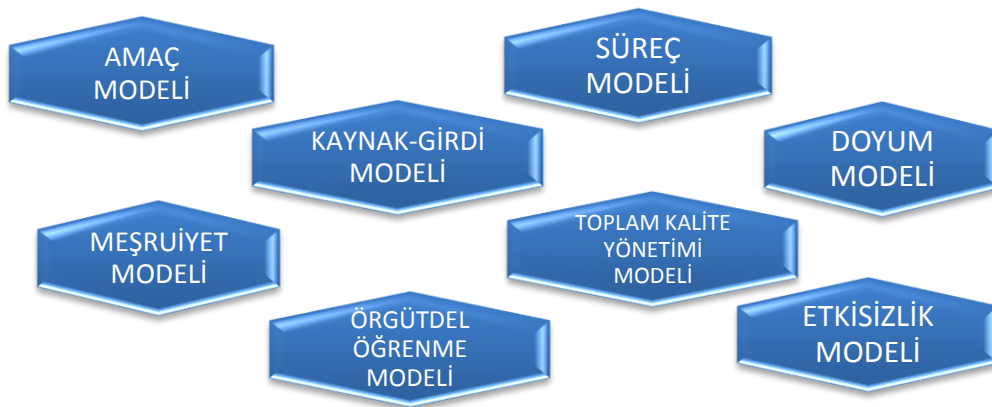 AMAÇ
MODELİ
SÜREÇ
MODELİ
KAYNAK-GİRDİ
MODELİ
DOYUM
MODELİ
MEŞRUİYET
MODELİ
TOPLAM KALİTE
YÖNETİMİ
MODELİ
ÖRGÜTDEL
ÖĞRENME
MODELİ
ETKİSİZLİK
MODELİ